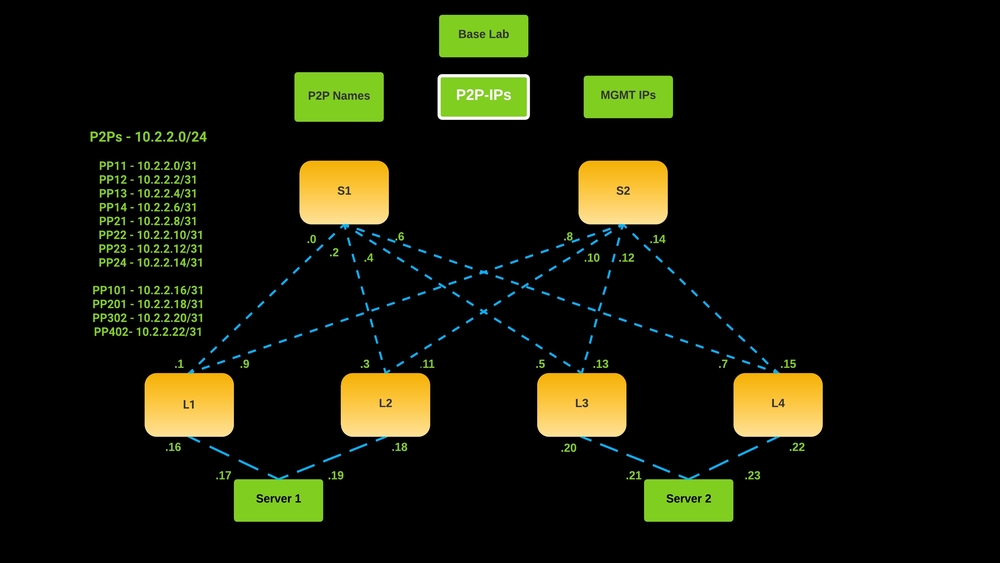 Base Lab
P2P Names
P2P-IPs
MGMT IPs
P2Ps - 10.2.2.0/24
PP11 - 10.2.2.0/31
PP12 - 10.2.2.2/31
PP13 - 10.2.2.4/31
PP14 - 10.2.2.6/31
PP21 - 10.2.2.8/31
PP22 - 10.2.2.10/31
PP23 - 10.2.2.12/31
PP24 - 10.2.2.14/31
PP101 - 10.2.2.16/31
PP201 - 10.2.2.18/31
PP302 - 10.2.2.20/31
PP402- 10.2.2.22/31
S1
S2
.0
.2
.4
.6
.8
.10
.12
.14
.1
.9
.3
.11
.5
.13
.7
.15
L1
L2
L3
L4
.16
.18
.20
.22
.17
.19
.21
.23
Server 1
Server 2